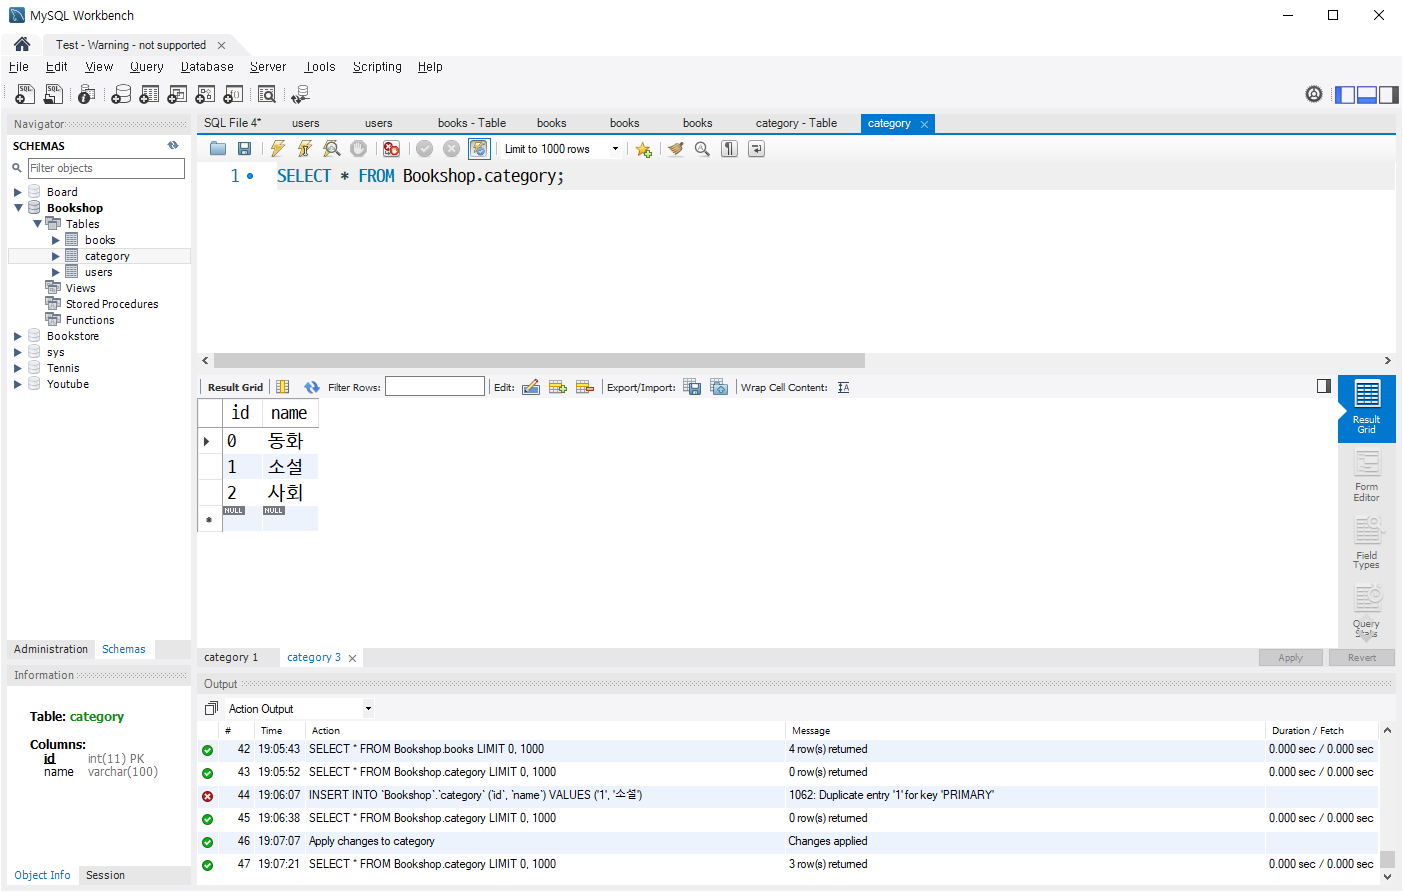 MySQL Workbench
Test - Warning - not supported
File Edit View Query Database Server Tools Scripting Help
Navigator
SCHEMAS
Filter objects
Board
Bookshop
Tables
books
category
users
Views
Stored Procedures
Functions
Bookstore
sys
Tennis
Youtube
Administration Schemas
Information
Table: category
Columns:
id int(11) PK
name varchar(100)
Object Info Session
SQL File 4* users users books - Table books books books category - Table category
Limit to 1000 rows
1 SELECT * FROM Bookshop.category;
Result Grid Filter Rows: Edit: Export/Import: Wrap Cell Content:
id name
0 동화
1 소설
2 사회
NULL NULL
Result Grid
Form Editor
Field Types
Query Stats
category 1 category 3
Apply Revert
Output
Action Output
# Time Action Message Duration / Fetch
42 19:05:43 SELECT * FROM Bookshop.books LIMIT 0, 1000 4 row(s) returned 0.000 sec / 0.000 sec
43 19:05:52 SELECT * FROM Bookshop.category LIMIT 0, 1000 0 row(s) returned 0.000 sec / 0.000 sec
44 19:06:07 INSERT INTO `Bookshop`.`category` (`id`, `name`) VALUES ('1', '소설') 1062: Duplicate entry '1' for key 'PRIMARY'
45 19:06:38 SELECT * FROM Bookshop.category LIMIT 0, 1000 0 row(s) returned 0.000 sec / 0.000 sec
46 19:07:07 Apply changes to category Changes applied
47 19:07:21 SELECT * FROM Bookshop.category LIMIT 0, 1000 3 row(s) returned 0.000 sec / 0.000 sec